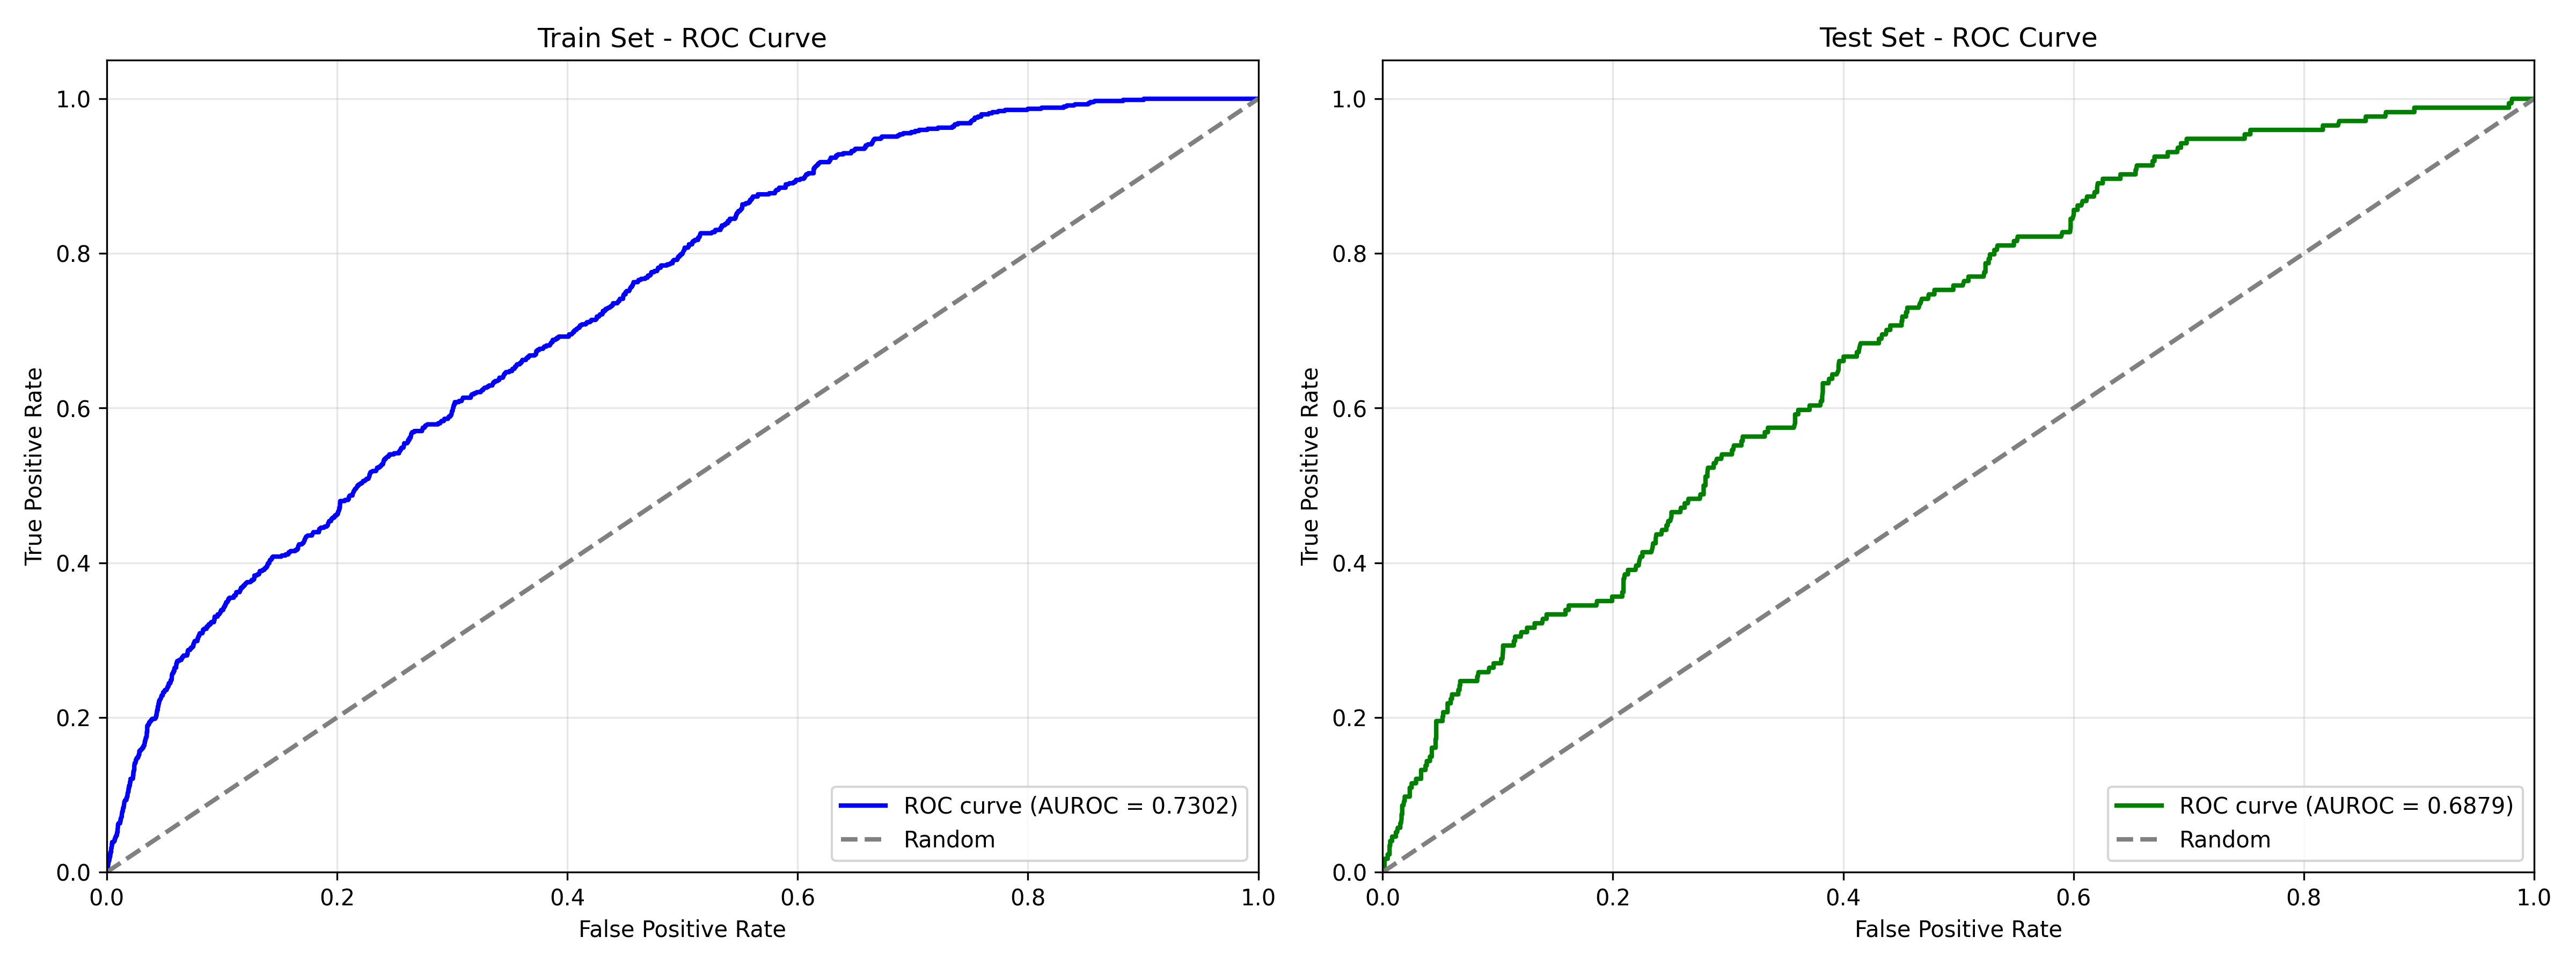 Train Set - ROC Curve
1.0
0.8
0.6
0.4
0.2
0.0
True Positive Rate
0.0 0.2 0.4 0.6 0.8 1.0
False Positive Rate
ROC curve (AUROC = 0.7302)
Random
Test Set - ROC Curve
1.0
0.8
0.6
0.4
0.2
0.0
True Positive Rate
0.0 0.2 0.4 0.6 0.8 1.0
False Positive Rate
ROC curve (AUROC = 0.6879)
Random